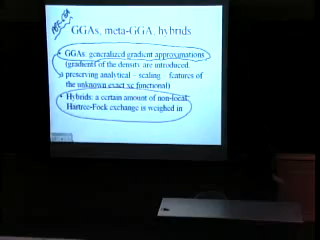 GGAs, meta-GGA, hybrids
• GGAs: generalized gradient approximations
(gradients of the density are introduced,
preserving analytical – scaling – features of
the unknown exact xc functional)
• Hybrids: a certain amount of non-local
Hartree-Fock exchange is weighed in